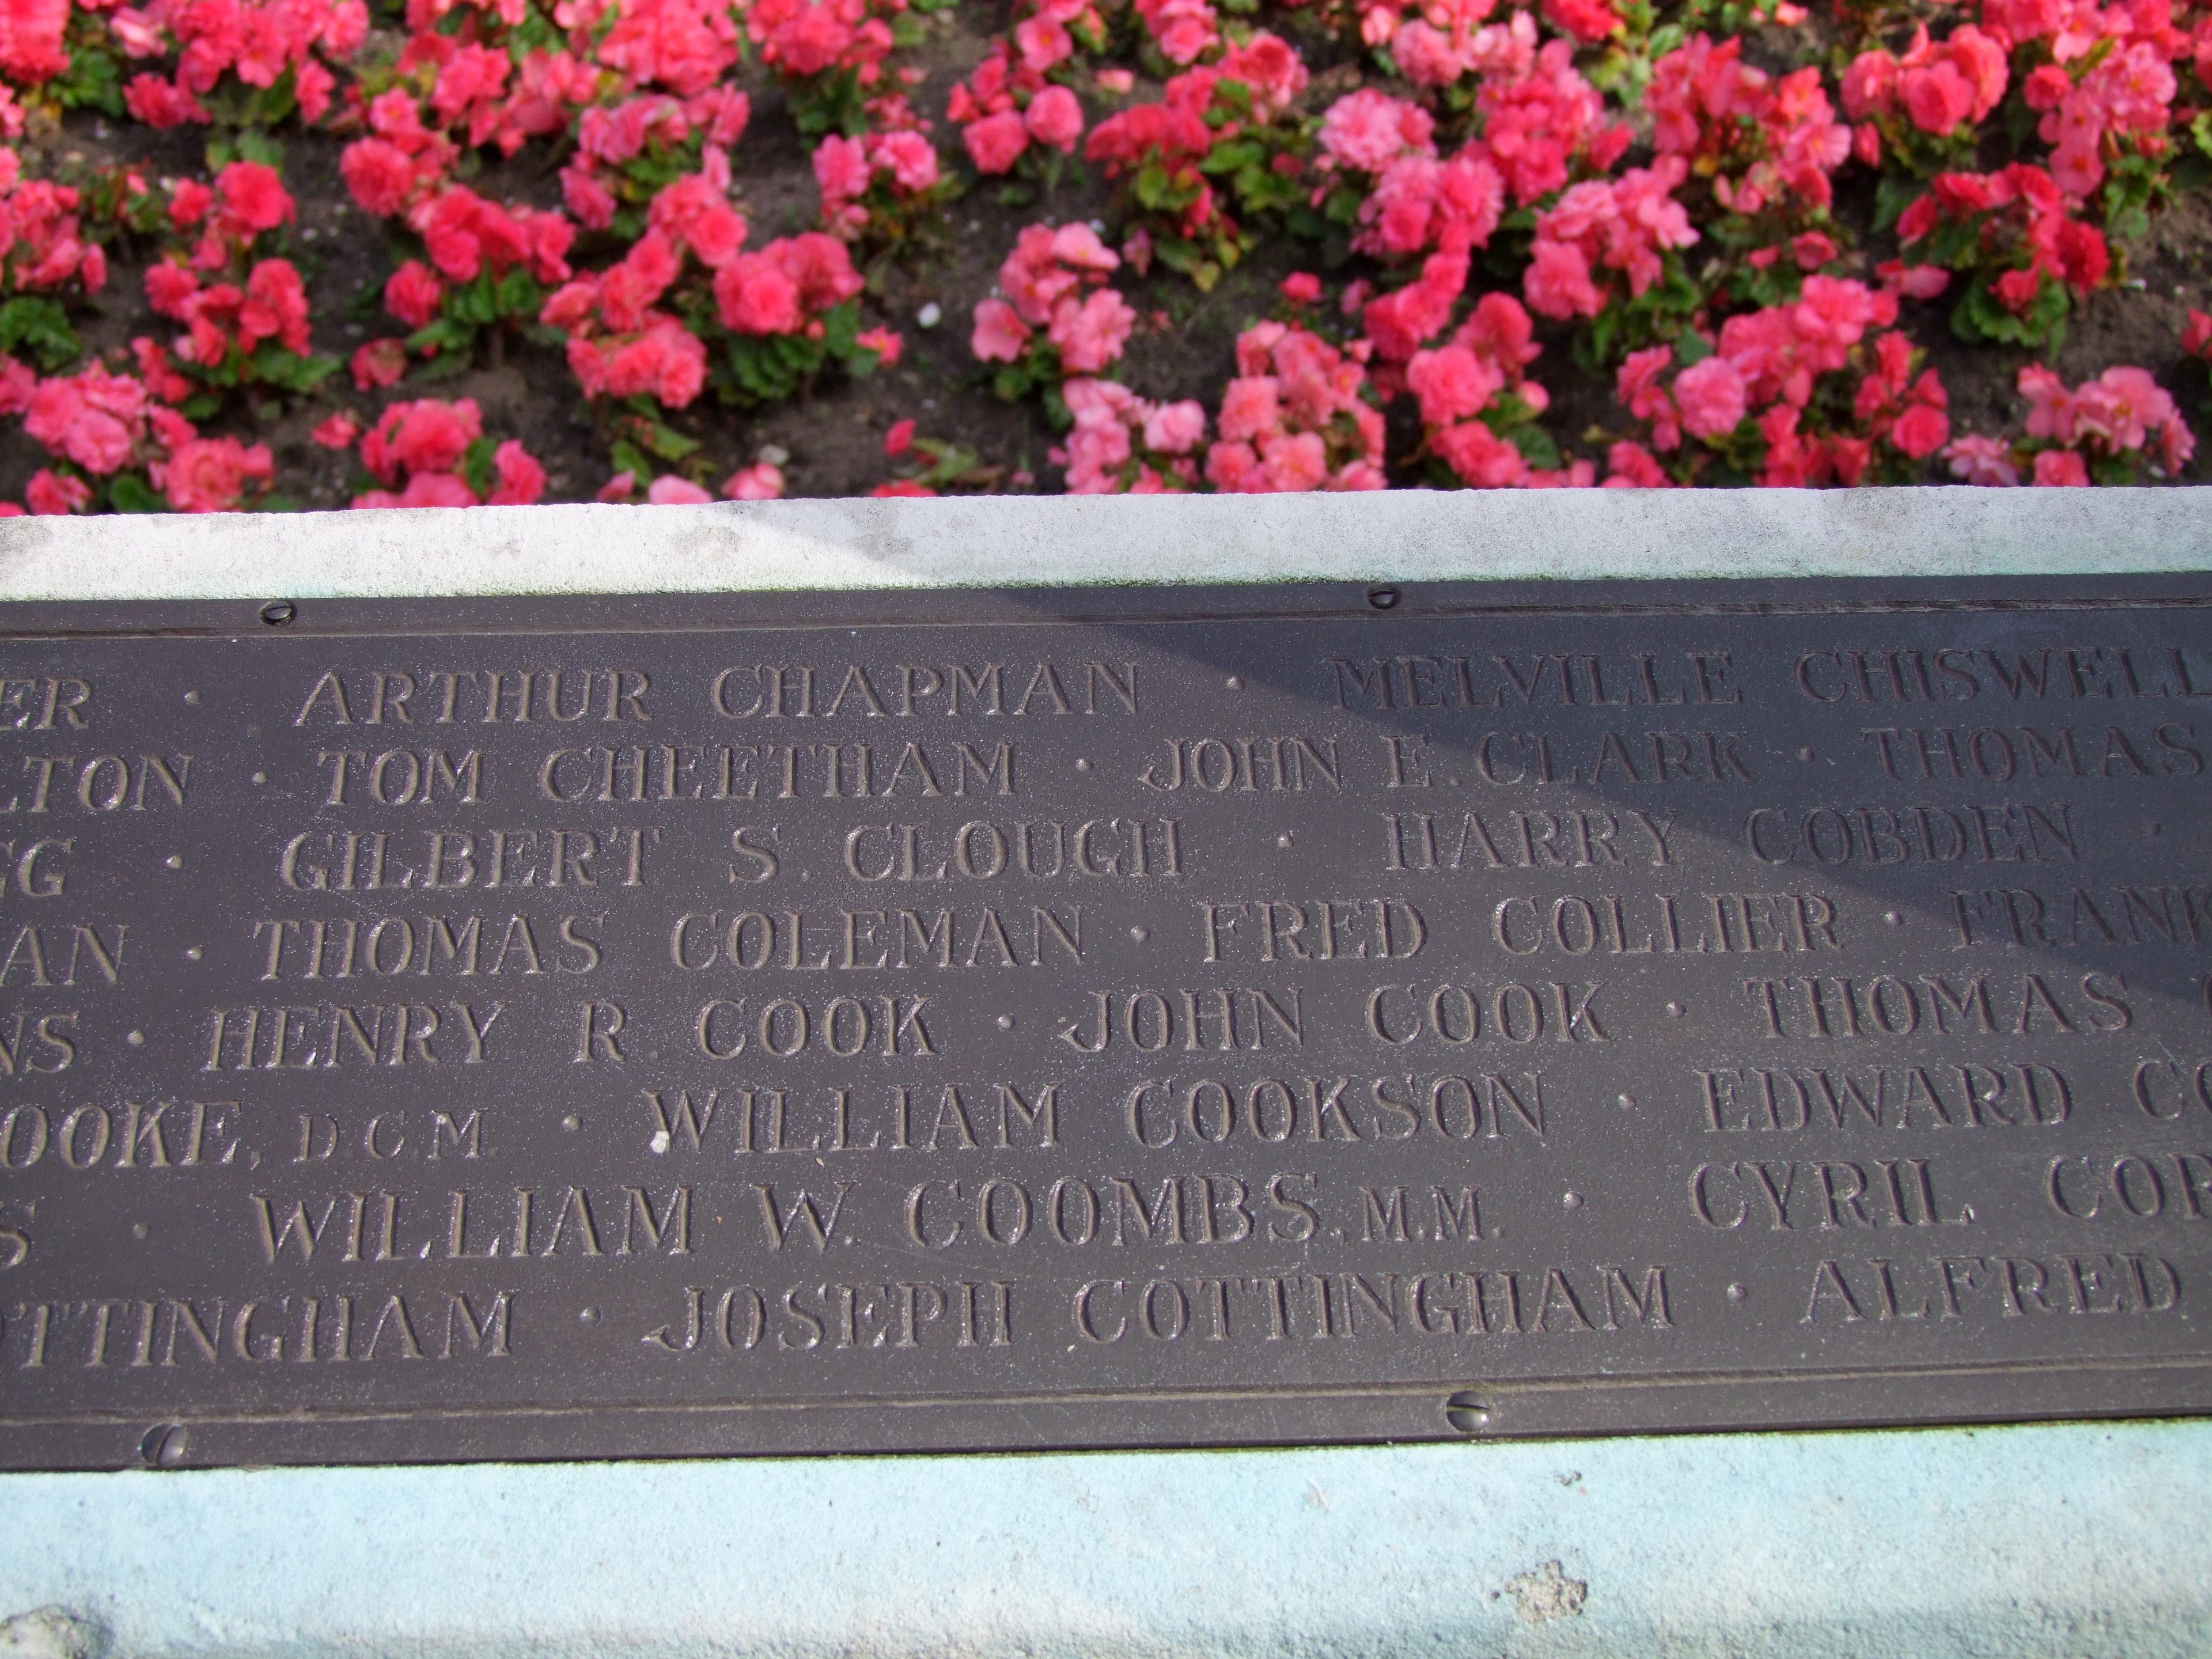 ER · ARTHUR CHAPMAN · MELVILLE CHISWELL
LTON · TOM CHEETHAM · JOHN E. CLARK · THOMAS
GG · GILBERT S. CLOUGH · HARRY COBDEN ·
AN · THOMAS COLEMAN · FRED COLLIER · FRANK
NS · HENRY R. COOK · JOHN COOK · THOMAS
OOKE, D.C.M. · WILLIAM COOKSON · EDWARD CO
S · WILLIAM W. COOMBS, M.M. · CYRIL COR
OTTINGHAM · JOSEPH COTTINGHAM · ALFRED